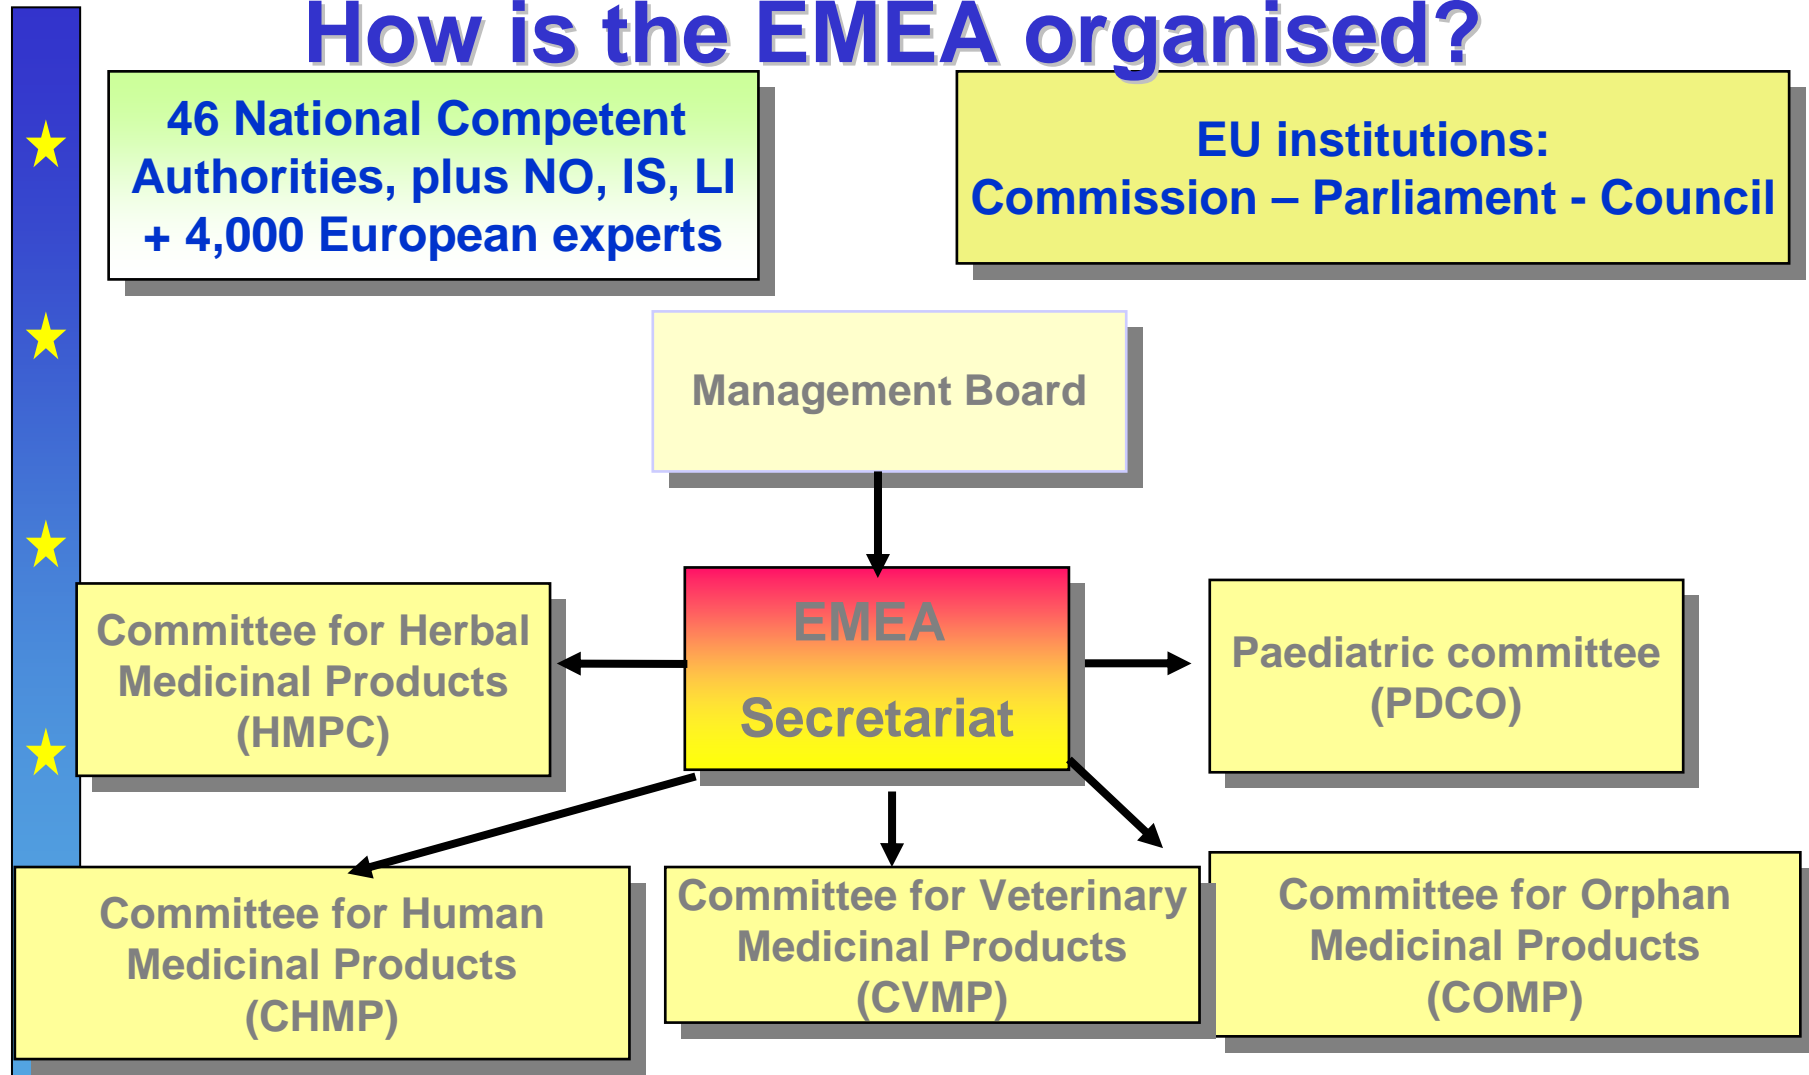 How is the EMEA organised?
46 National Competent
Authorities, plus NO, IS, LI
+ 4,000 European experts
EU institutions:
Commission – Parliament - Council
Management Board
EMEA
Secretariat
Committee for Herbal
Medicinal Products
(HMPC)
Paediatric committee
(PDCO)
Committee for Human
Medicinal Products
(CHMP)
Committee for Veterinary
Medicinal Products
(CVMP)
Committee for Orphan
Medicinal Products
(COMP)